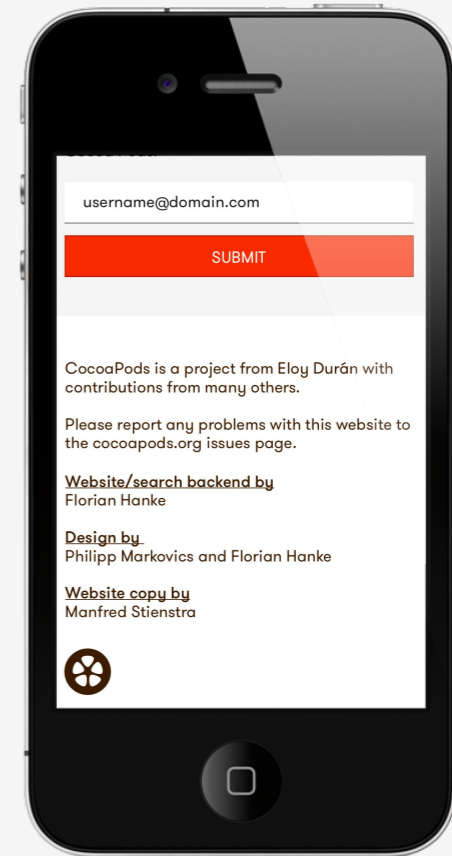 username@domain.com
SUBMIT
CocoaPods is a project from Eloy Durán with
contributions from many others.
Please report any problems with this website to
the cocoapods.org issues page.
Website/search backend by
Florian Hanke
Design by
Philipp Markovics and Florian Hanke
Website copy by
Manfred Stienstra